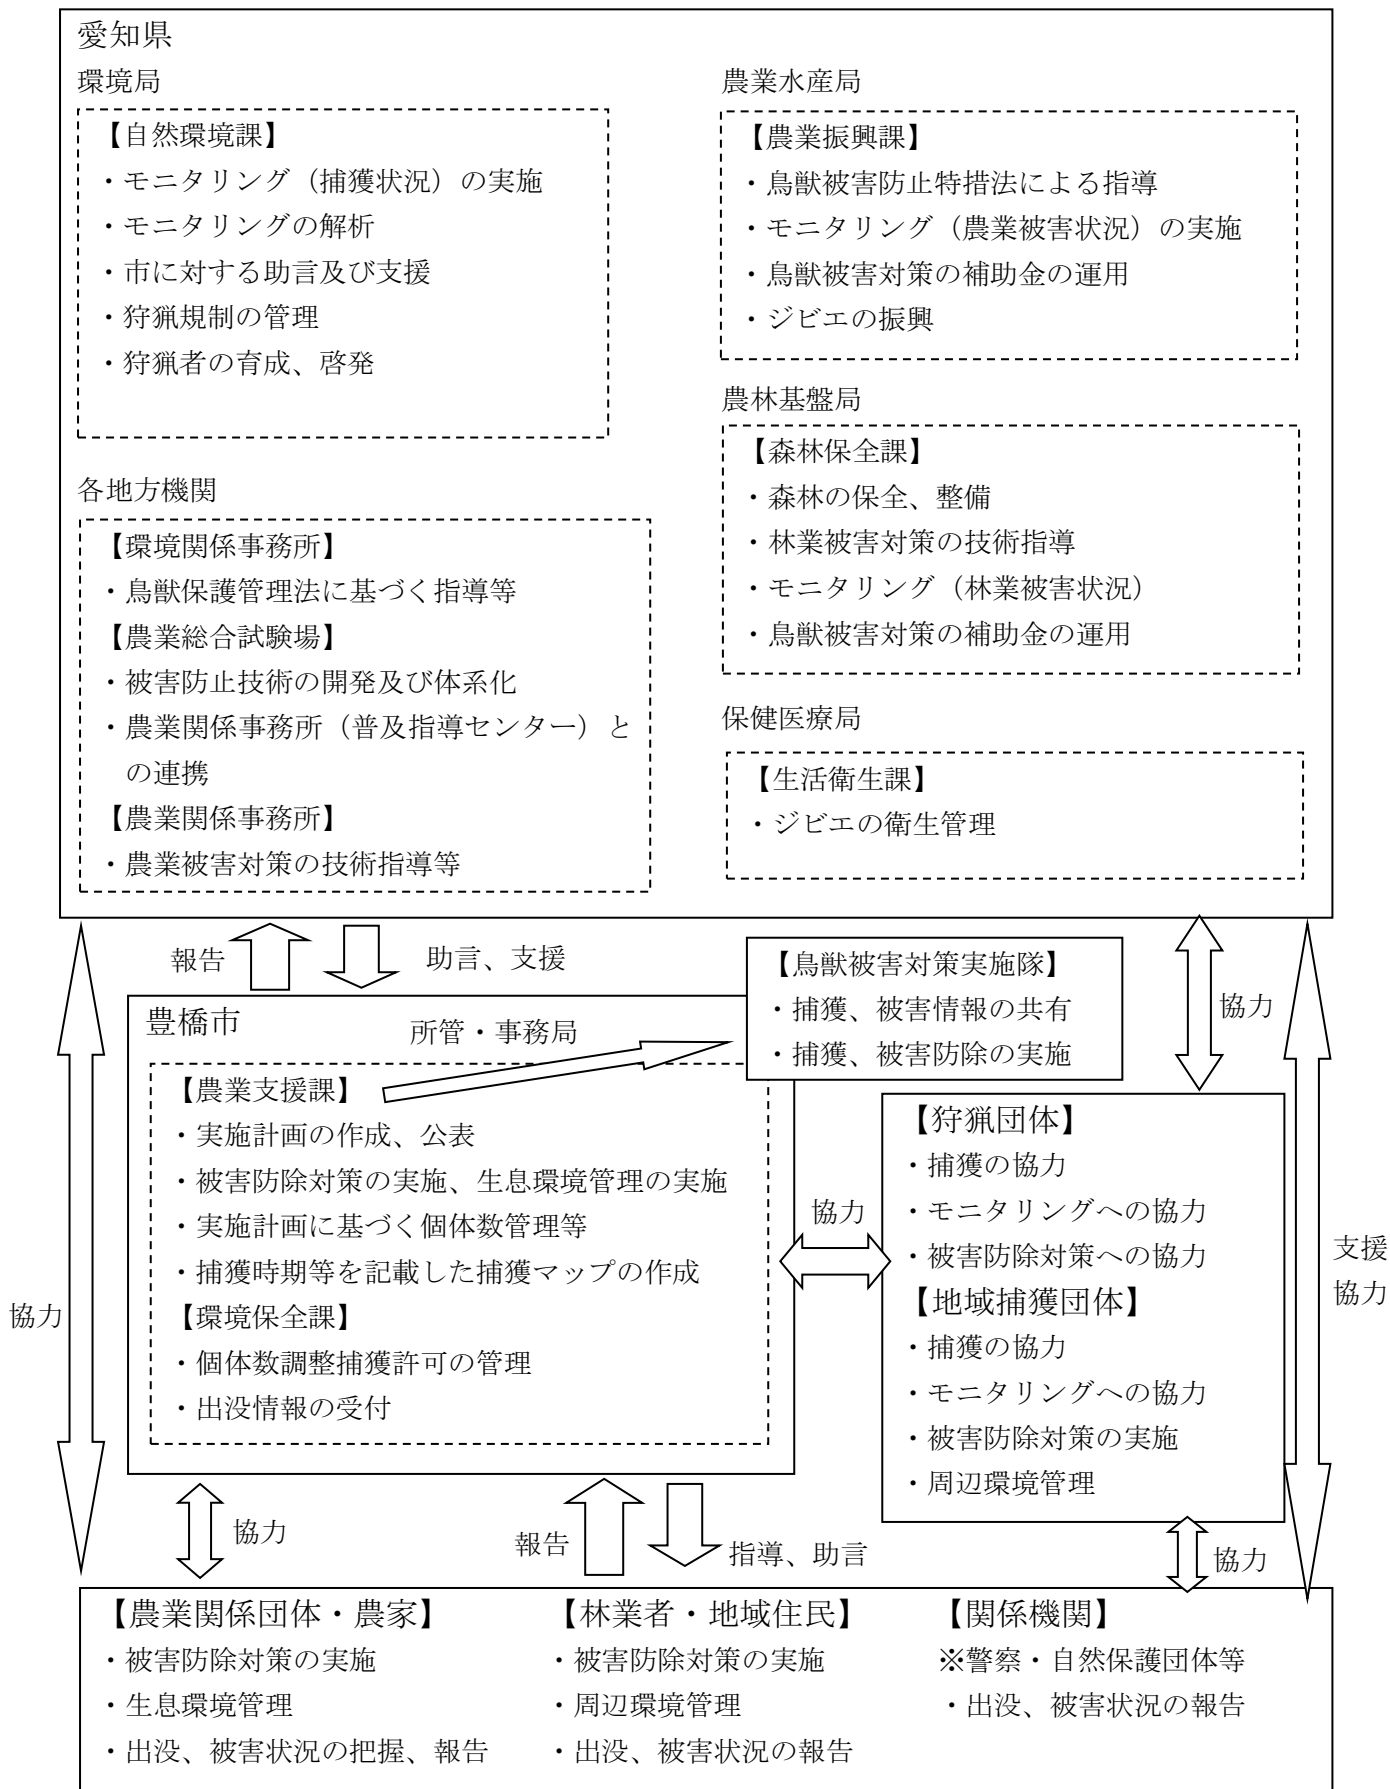 愛知県
環境局
【自然環境課】
・モニタリング（捕獲状況）の実施
・モニタリングの解析
・市に対する助言及び支援
・狩猟規制の管理
・狩猟者の育成、啓発
各地方機関
【環境関係事務所】
・鳥獣保護管理法に基づく指導等
【農業総合試験場】
・被害防止技術の開発及び体系化
・農業関係事務所（普及指導センター）と
の連携
【農業関係事務所】
・農業被害対策の技術指導等
農業水産局
【農業振興課】
・鳥獣被害防止特措法による指導
・モニタリング（農業被害状況）の実施
・鳥獣被害対策の補助金の運用
・ジビエの振興
農林基盤局
【森林保全課】
・森林の保全、整備
・林業被害対策の技術指導
・モニタリング（林業被害状況）
・鳥獣被害対策の補助金の運用
保健医療局
【生活衛生課】
・ジビエの衛生管理
報告
助言、支援
【鳥獣被害対策実施隊】
・捕獲、被害情報の共有
・捕獲、被害防除の実施
協力
豊橋市
所管・事務局
【農業支援課】
・実施計画の作成、公表
・被害防除対策の実施、生息環境管理の実施
・実施計画に基づく個体数管理等
・捕獲時期等を記載した捕獲マップの作成
【環境保全課】
・個体数調整捕獲許可の管理
・出没情報の受付
協力
【狩猟団体】
・捕獲の協力
・モニタリングへの協力
・被害防除対策への協力
【地域捕獲団体】
・捕獲の協力
・モニタリングへの協力
・被害防除対策の実施
・周辺環境管理
協力
支援
協力
協力
報告
指導、助言
協力
【農業関係団体・農家】
・被害防除対策の実施
・生息環境管理
・出没、被害状況の把握、報告
【林業者・地域住民】
・被害防除対策の実施
・周辺環境管理
・出没、被害状況の報告
【関係機関】
※警察・自然保護団体等
・出没、被害状況の報告